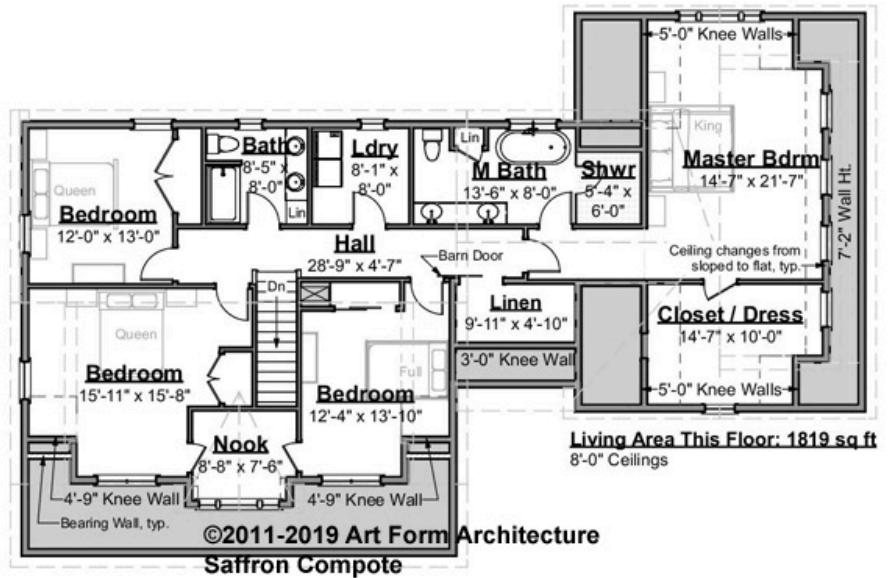 5'-0" Knee Walls
King
Master Bdrm
14'-7" x 21'-7"
7'-2" Wall Ht.
Ceiling changes from
sloped to flat, typ.
Lin
M Bath
13'-6" x 8'-0"
Shwr
5'-4" x
6'-0"
Ldry
8'-1" x
8'-0"
Bath
8'-5" x
8'-0"
Lin
Queen
Bedroom
12'-0" x 13'-0"
Hall
28'-9" x 4'-7"
Barn Door
Dn
Linen
9'-11" x 4'-10"
3'-0" Knee Wall
Closet / Dress
14'-7" x 10'-0"
5'-0" Knee Walls
Queen
Bedroom
15'-11" x 15'-8"
Full
Bedroom
12'-4" x 13'-10"
Nook
8'-8" x 7'-6"
4'-9" Knee Wall
4'-9" Knee Wall
Bearing Wall, typ.
Living Area This Floor: 1819 sq ft
8'-0" Ceilings
©2011-2019 Art Form Architecture
Saffron Compote